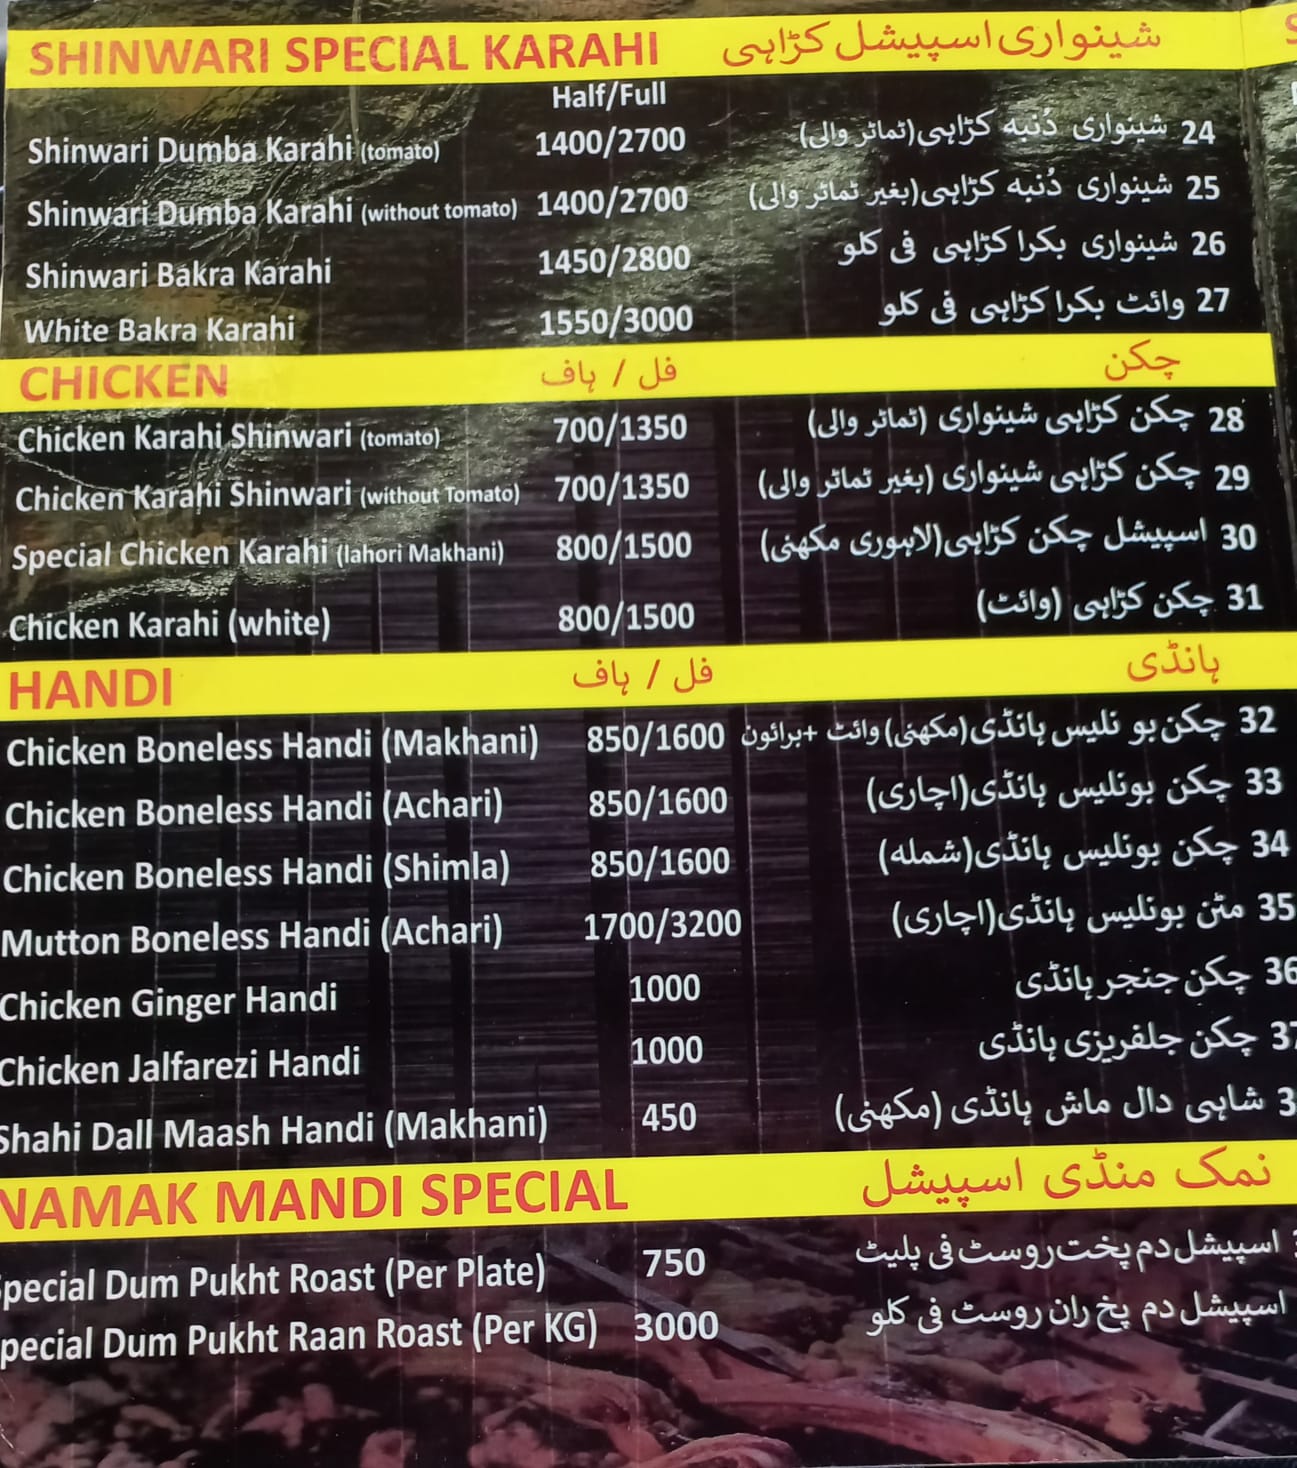 SHINWARI SPECIAL KARAHI شینواری اسپیشل کڑاہی
Half/Full
Shinwari Dumba Karahi (tomato) 1400/2700 24 شینواری دُنبہ کڑاہی(ٹماٹر والی)
Shinwari Dumba Karahi (without tomato) 1400/2700 25 شینواری دُنبہ کڑاہی(بغیر ٹماٹر والی)
Shinwari Bakra Karahi 1450/2800 26 شینواری بکرا کڑاہی فی کلو
White Bakra Karahi 1550/3000 27 وائٹ بکرا کڑاہی فی کلو
CHICKEN فل / ہاف چکن
Chicken Karahi Shinwari (tomato) 700/1350 28 چکن کڑاہی شینواری (ٹماٹر والی)
Chicken Karahi Shinwari (without Tomato) 700/1350 29 چکن کڑاہی شینواری (بغیر ٹماٹر والی)
Special Chicken Karahi (lahori Makhani) 800/1500 30 اسپیشل چکن کڑاہی(لاہوری مکھنی)
Chicken Karahi (white) 800/1500 31 چکن کڑاہی (وائٹ)
HANDI فل / ہاف ہانڈی
Chicken Boneless Handi (Makhani) 850/1600 32 چکن بو نلیس ہانڈی(مکھنی) وائٹ +برائون
Chicken Boneless Handi (Achari) 850/1600 33 چکن بونلیس ہانڈی(اچاری)
Chicken Boneless Handi (Shimla) 850/1600 34 چکن بونلیس ہانڈی(شملہ)
Mutton Boneless Handi (Achari) 1700/3200 35 مٹن بونلیس ہانڈی(اچاری)
Chicken Ginger Handi 1000 36 چکن جنجر ہانڈی
Chicken Jalfarezi Handi 1000 37 چکن جلفریزی ہانڈی
Shahi Dall Maash Handi (Makhani) 450 3 شاہی دال ماش ہانڈی (مکھنی)
NAMAK MANDI SPECIAL نمک منڈی اسپیشل
pecial Dum Pukht Roast (Per Plate) 750 اسپیشل دم پخت روسٹ فی پلیٹ
pecial Dum Pukht Raan Roast (Per KG) 3000 اسپیشل دم پخ ران روسٹ فی کلو